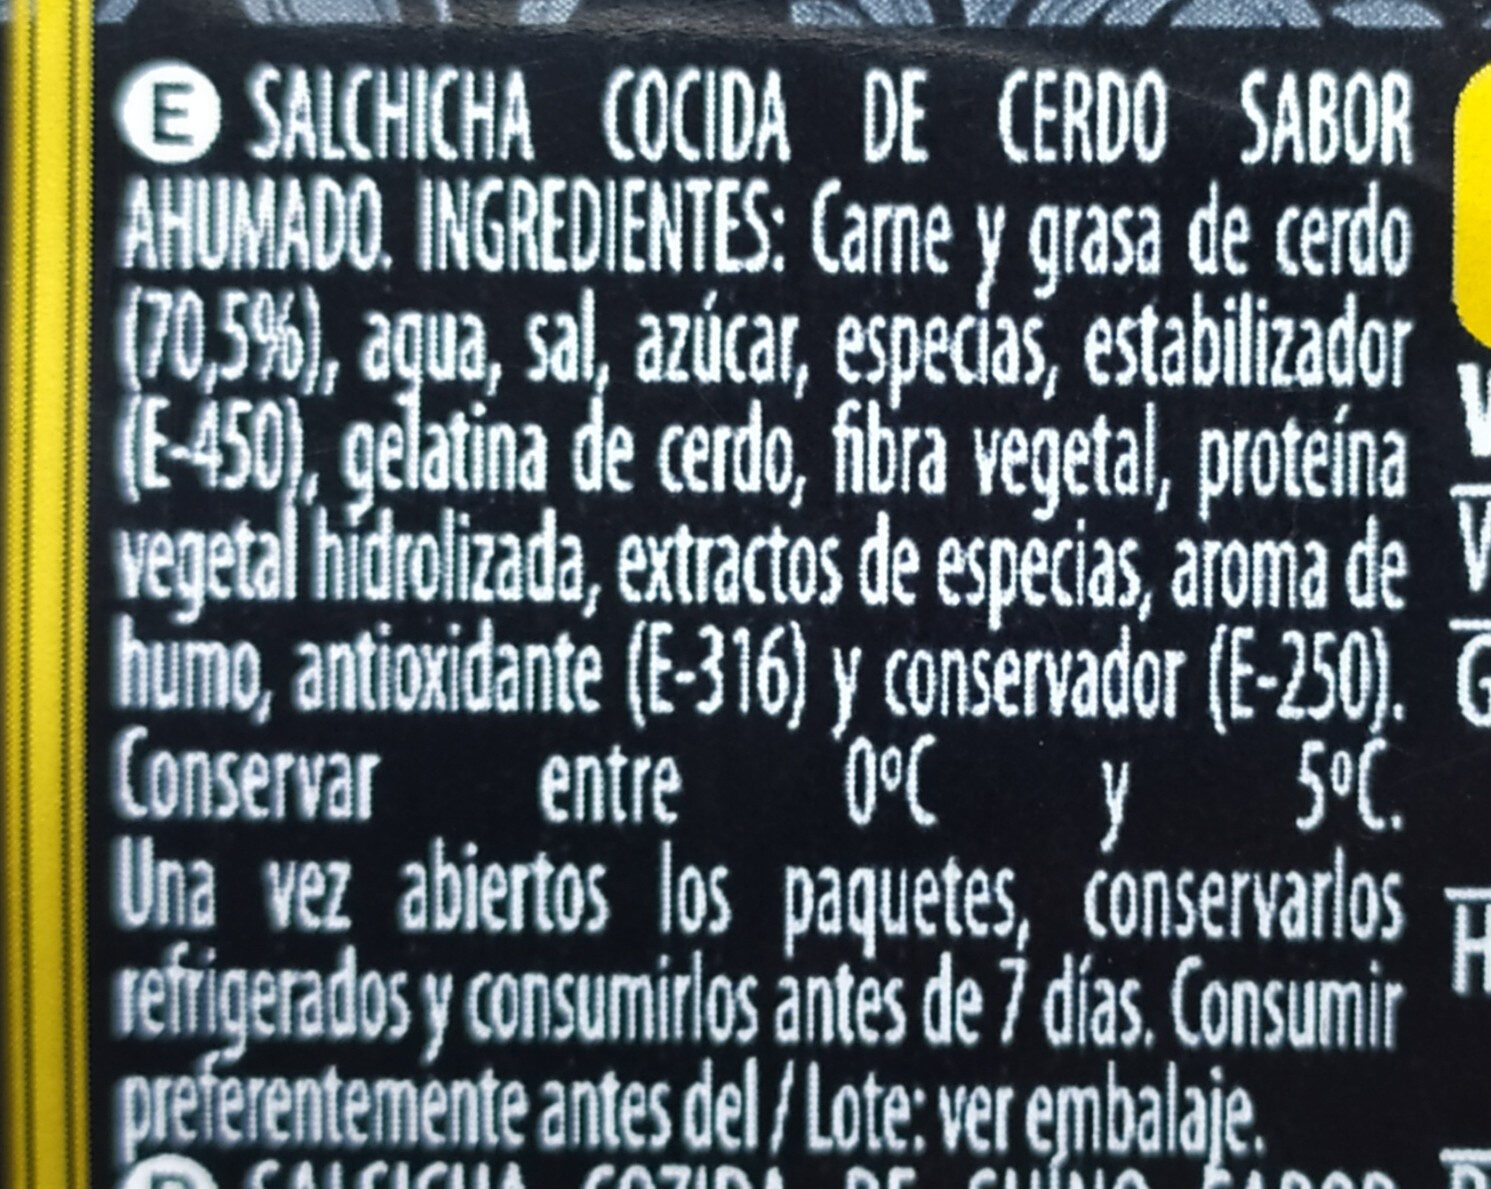 E SALCHICHA COCIDA DE CERDO SABOR
AHUMADO. INGREDIENTES: Carne y grasa de cerdo
(70,5%), agua, sal, azúcar, especias, estabilizador
(E-450), gelatina de cerdo, fibra vegetal, proteína
vegetal hidrolizada, extractos de especias, aroma de
humo, antioxidante (E-316) y conservador (E-250).
Conservar entre 0ºC y 5ºC.
Una vez abiertos los paquetes, conservarlos
refrigerados y consumirlos antes de 7 días. Consumir
preferentemente antes del / Lote: ver embalaje.